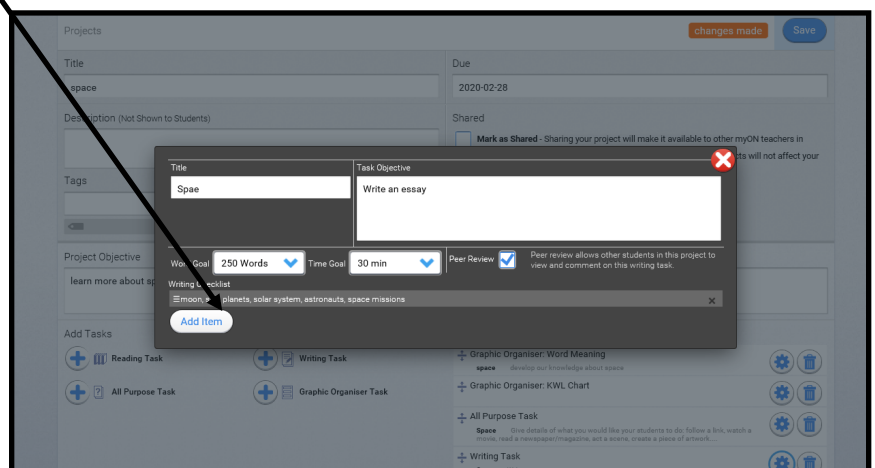 Projects
changes made
Save
Title
Due
space
2020-02-28
Description (Not Shown to Students)
Shared
Mark as Shared - Sharing your project will make it available to other myON teachers in
cts will not affect your
Title
Task Objective
Spae
Write an essay
Tags
Project Objective
Goal
250 Words
Time Goal
30 min
Peer Review
Peer review allows other students in this project to
view and comment on this writing task.
learn more about sp
Writing Checklist
moon, planets, solar system, astronauts, space missions
Add Item
Add Tasks
Reading Task
Writing Task
All Purpose Task
Graphic Organiser Task
Graphic Organiser: Word Meaning
space develop our knowledge about space
Graphic Organiser: KWL Chart
All Purpose Task
Space Give details of what you would like your students to do: follow a link, watch a
movie, read a newspaper/magazine, act a scene, create a piece of artwork...
Writing Task